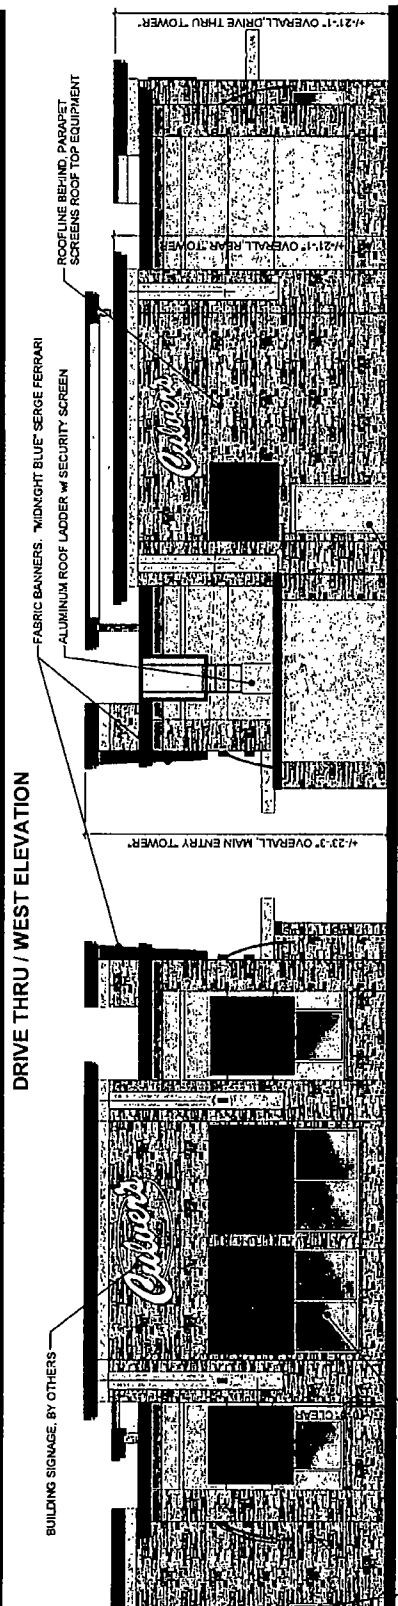 DRIVE THRU / WEST ELEVATION
BUILDING SIGNAGE, BY OTHERS
FABRIC BANNERS. "MIDNIGHT BLUE" SERGE FERRARI
ALUMINUM ROOF LADDER w/ SECURITY SCREEN
ROOFLINE BEHIND, PARAPET
SCREENS ROOF TOP EQUIPMENT
Culver's
Culver's
CLEAR
+/-23'-3" OVERALL, MAIN ENTRY "TOWER"
+/-21'-1" OVERALL, REAR "TOWER"
+/-21'-1" OVERALL, DRIVE THRU "TOWER"